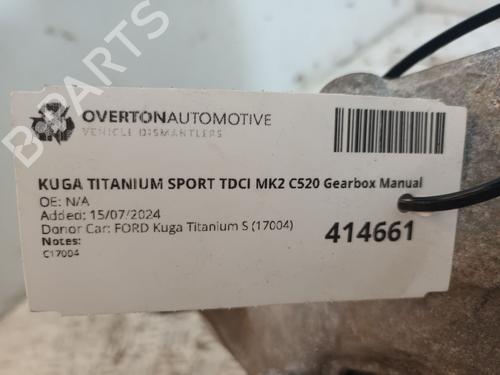 OVERTONAUTOMOTIVE
VEHICLE DISMANTLERS
KUGA TITANIUM SPORT TDCI MK2 C520 Gearbox Manual
OE: N/A
Added: 15/07/2024
Donor Car: FORD Kuga Titanium S (17004)
Notes:
C17004
414661
B-PARTS